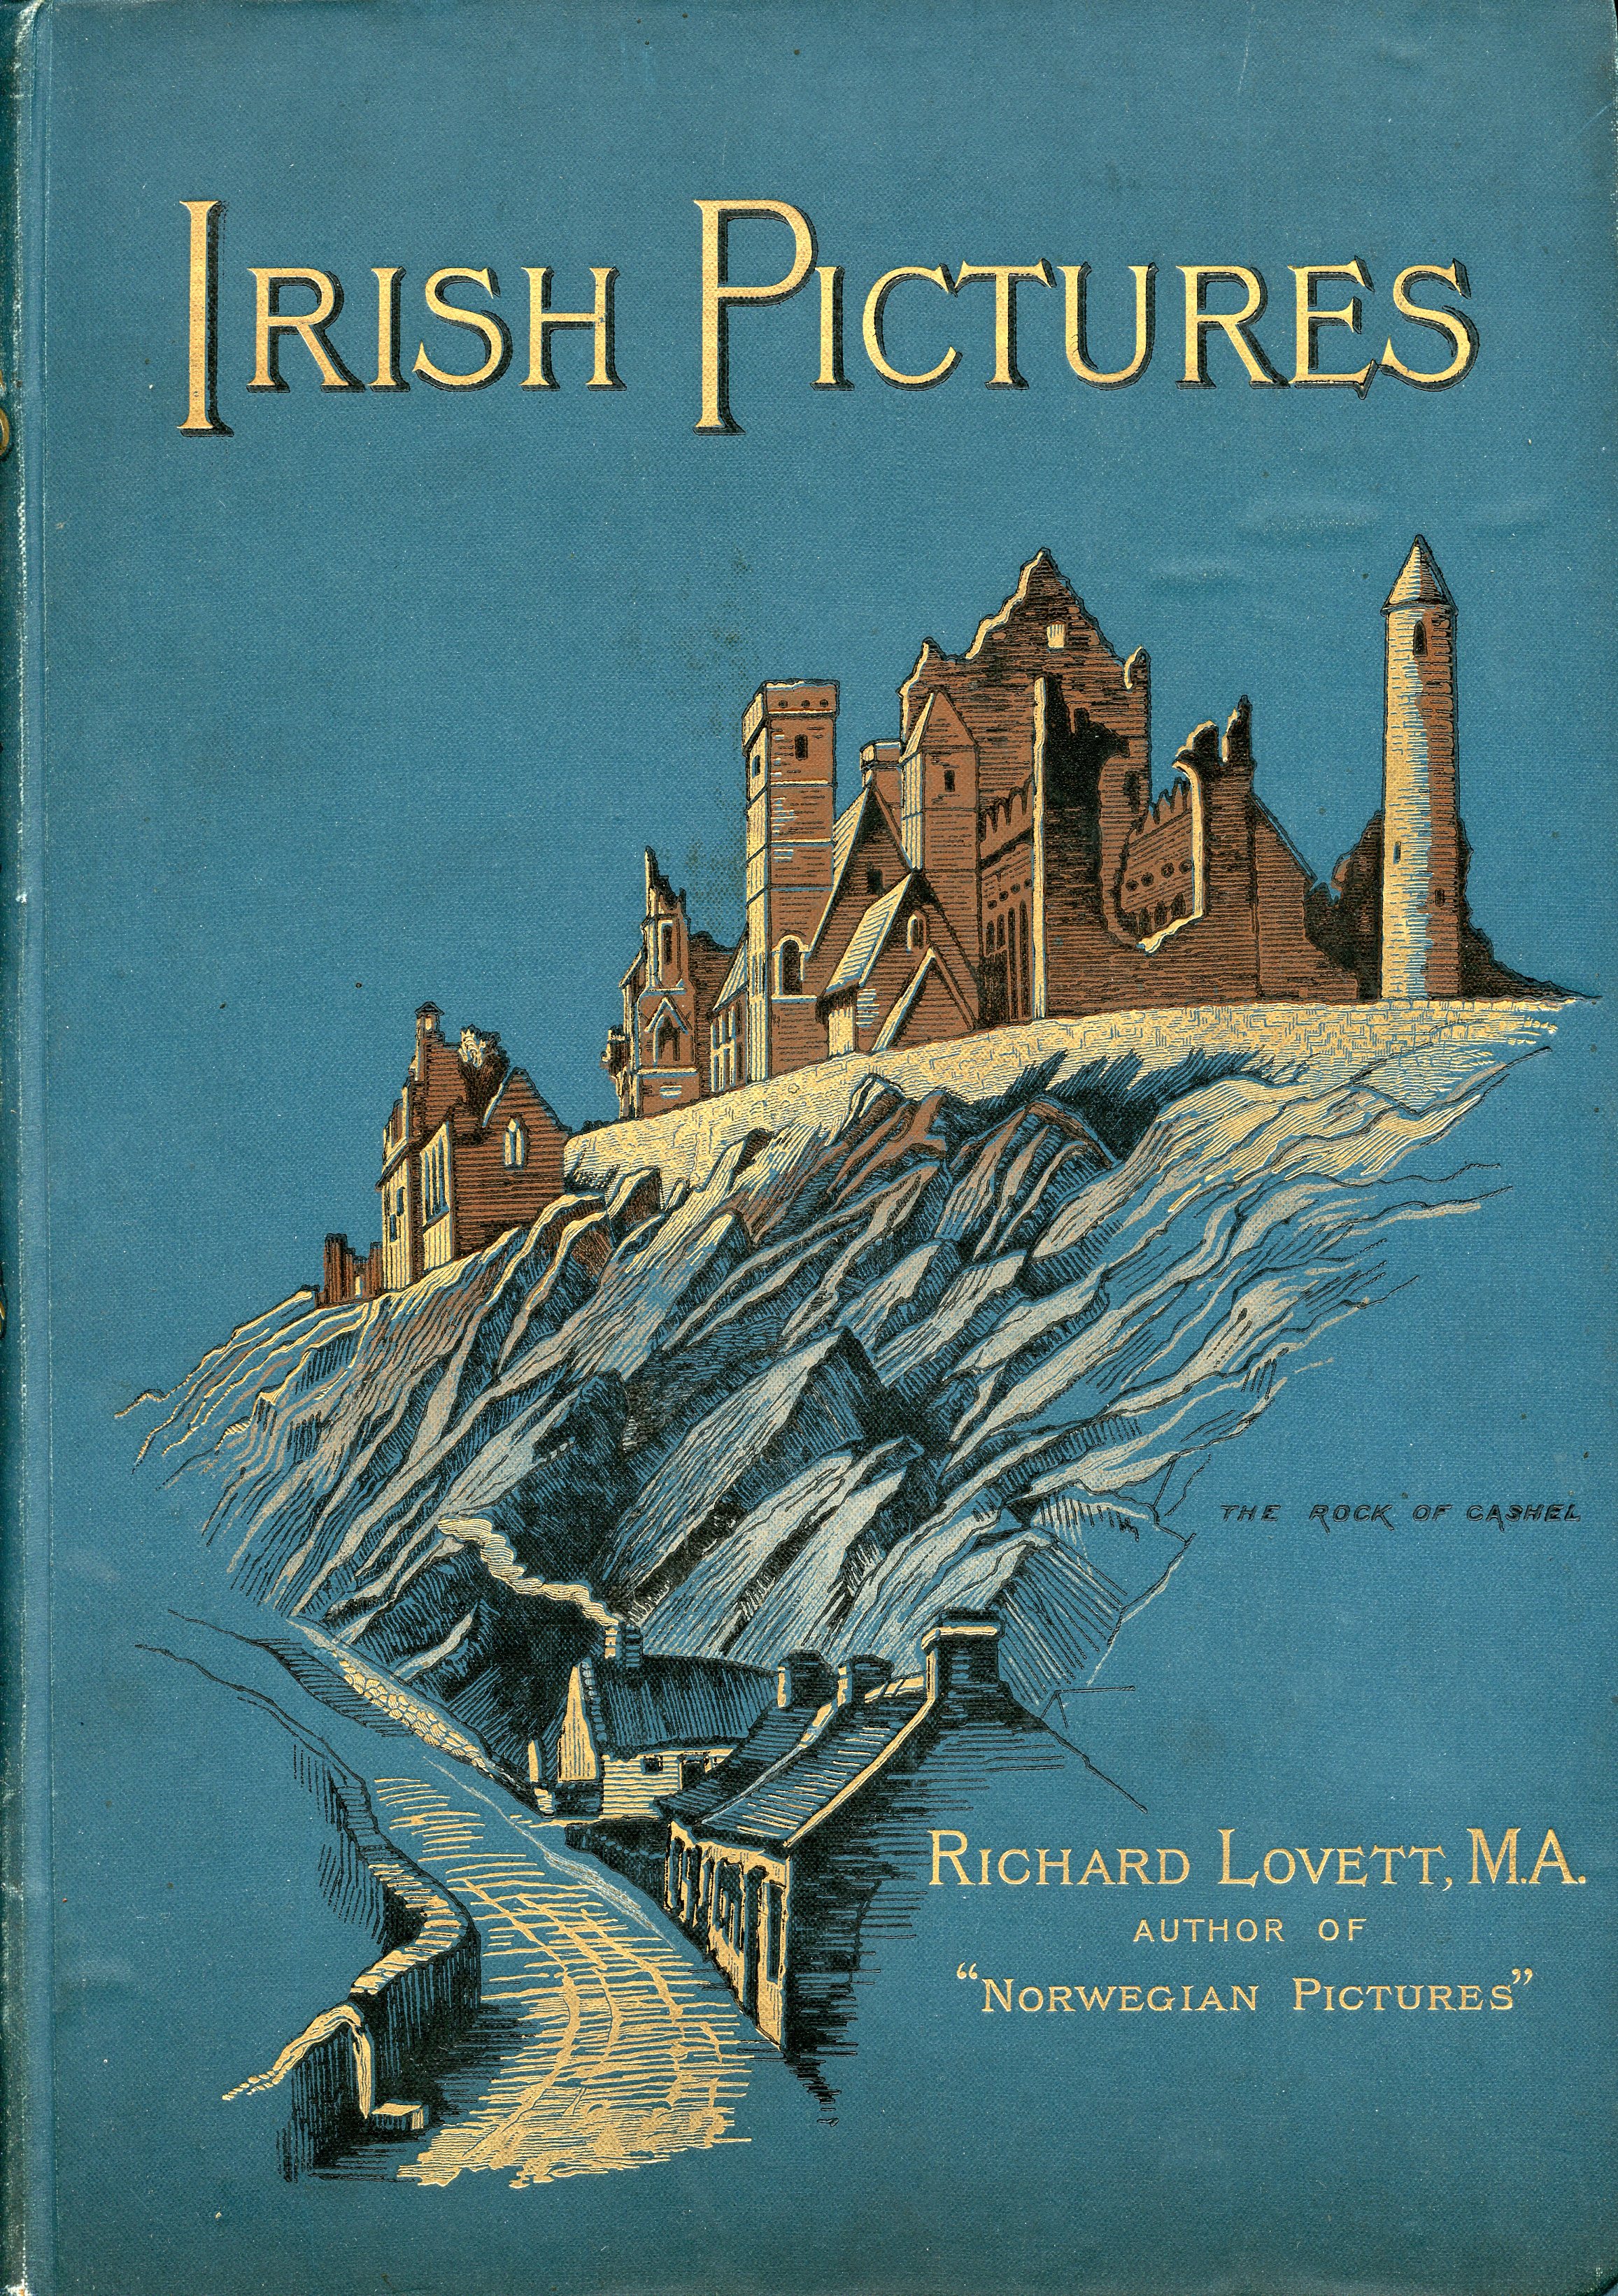 IRISH PICTURES
THE ROCK OF CASHEL
RICHARD LOVETT, M.A.
AUTHOR OF
"NORWEGIAN PICTURES"